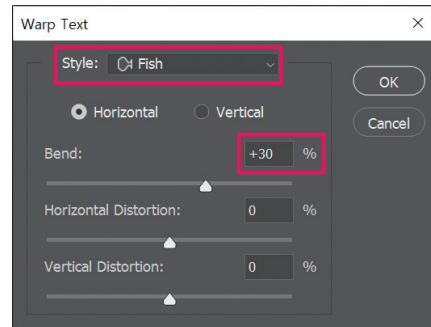 Warp Text
Style: Fish
OK
Horizontal Vertical
Cancel
Bend: +30 %
Horizontal Distortion: 0 %
Vertical Distortion: 0 %